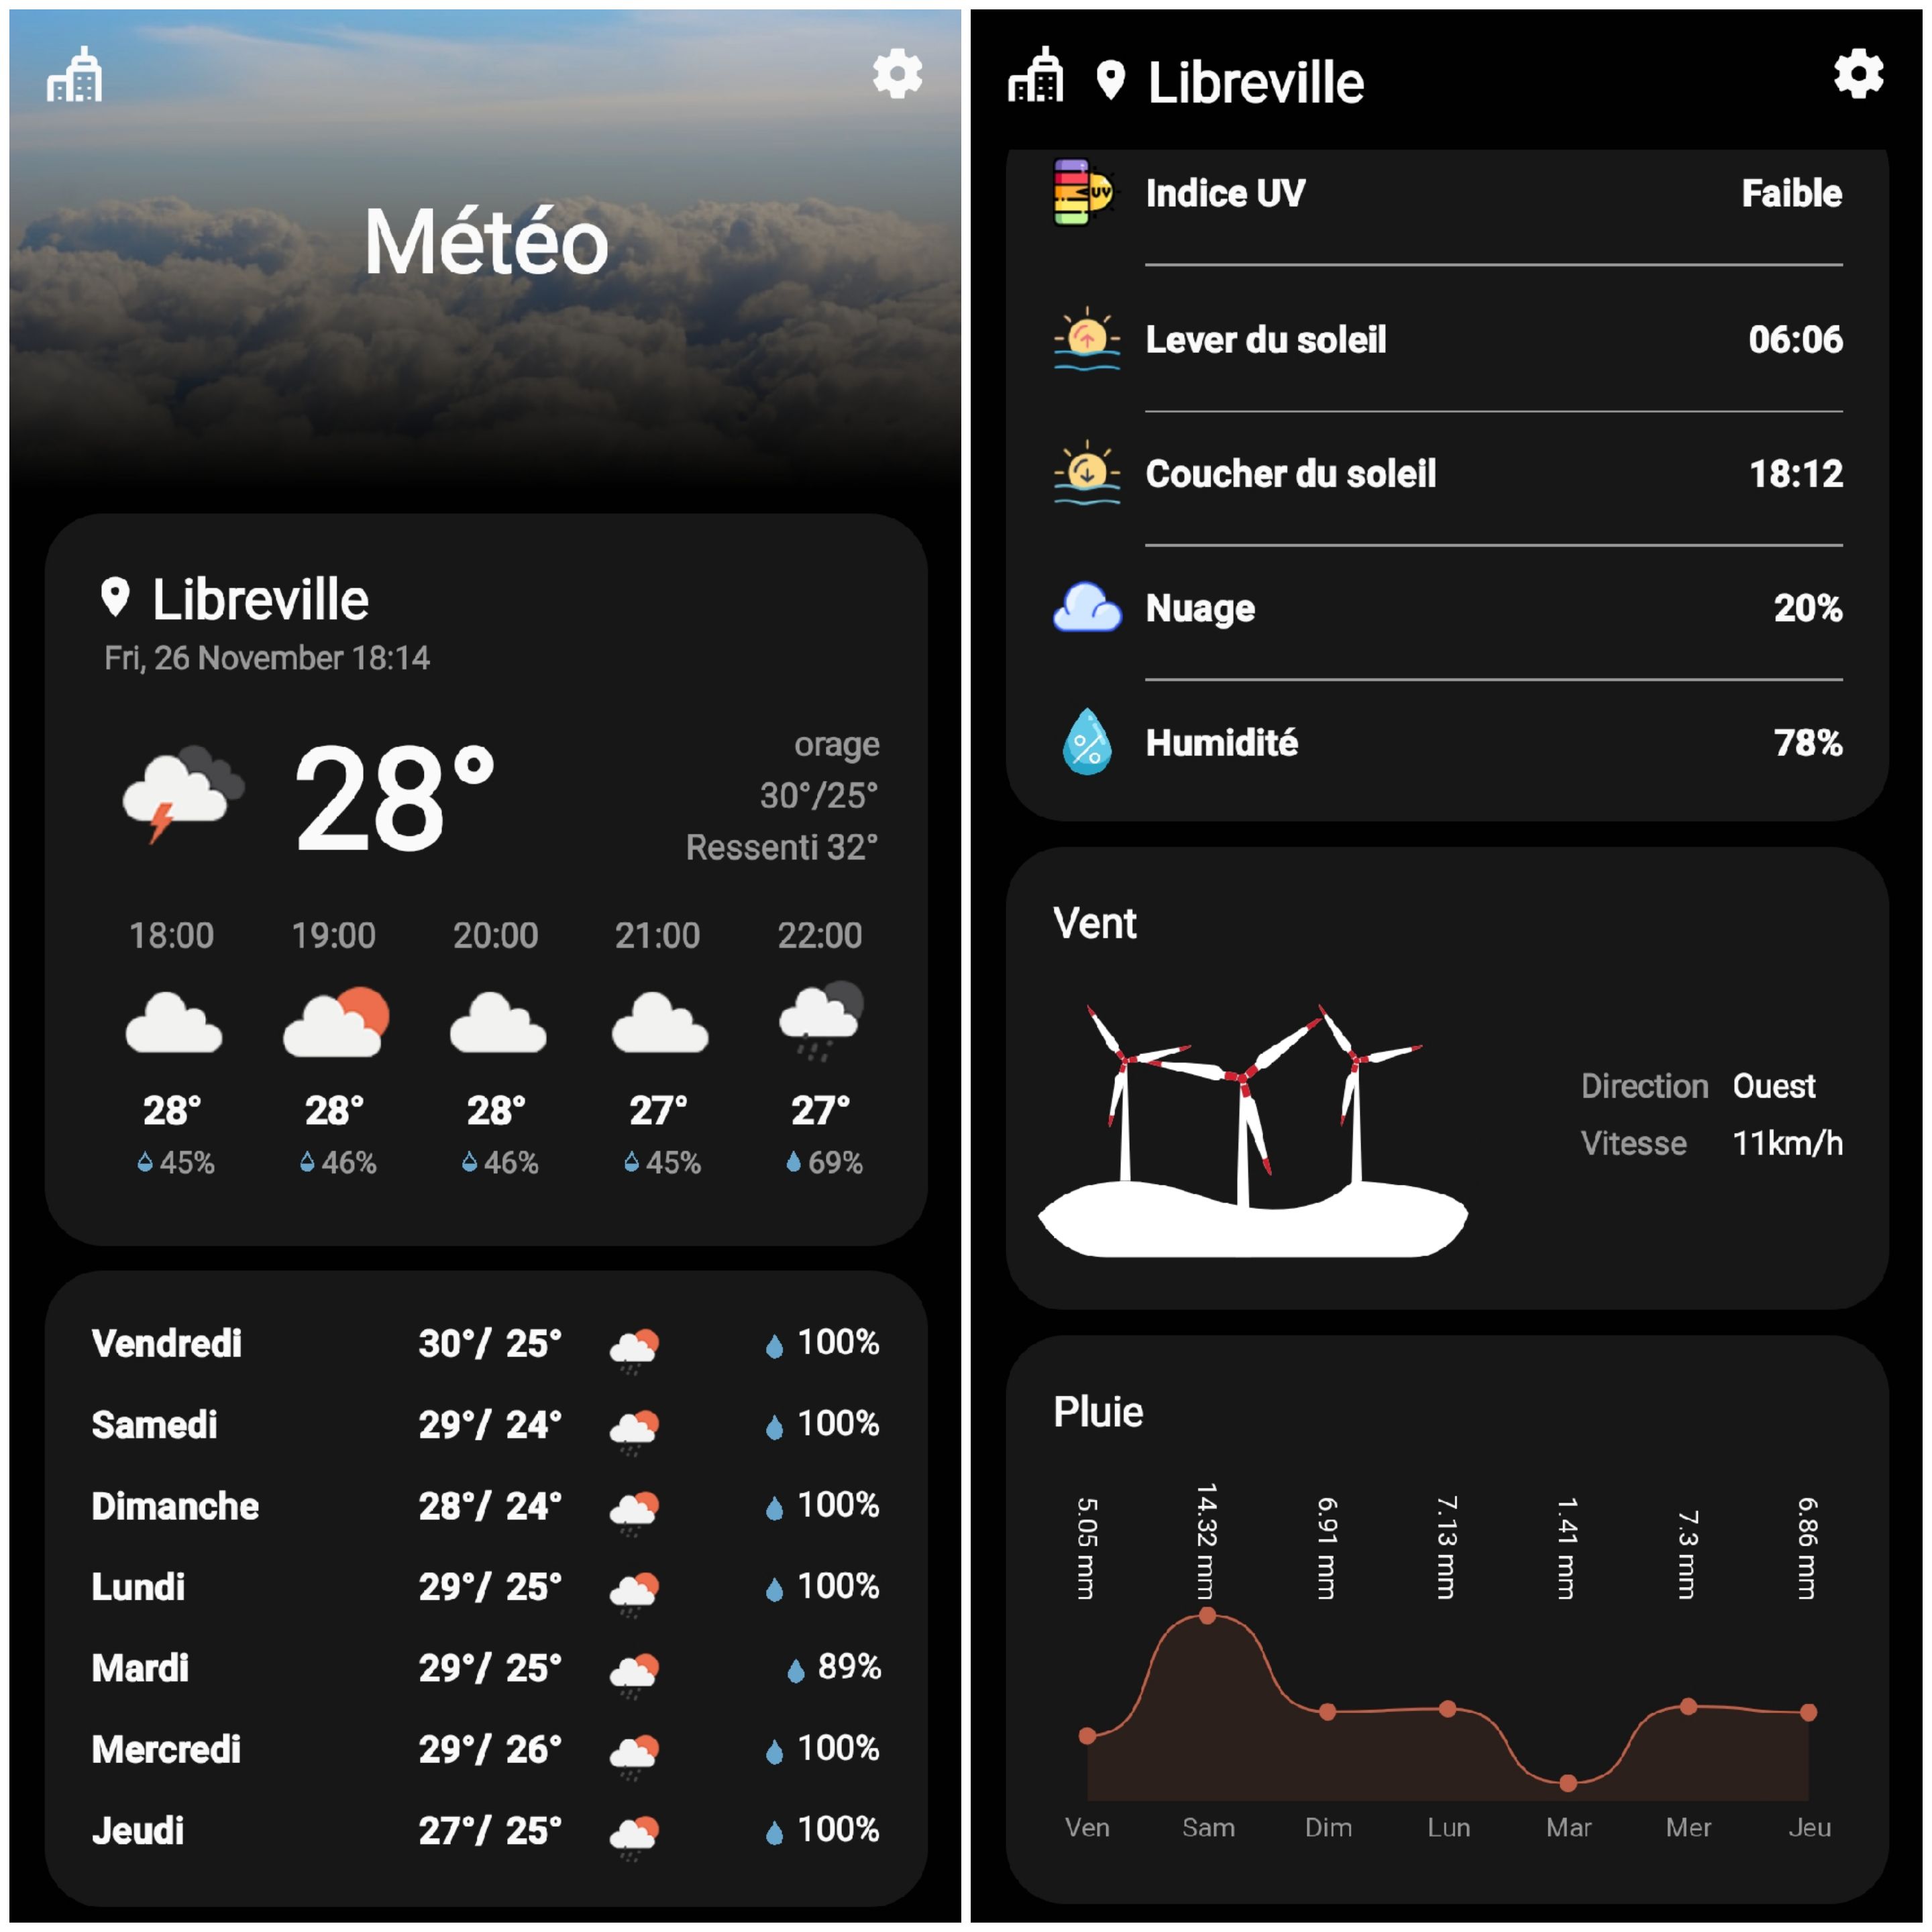 Météo
Libreville
Fri, 26 November 18:14
28°
orage
30°/25°
Ressenti 32°
18:00 19:00 20:00 21:00 22:00
28° 28° 28° 27° 27°
45% 46% 46% 45% 69%
Vendredi 30°/ 25° 100%
Samedi 29°/ 24° 100%
Dimanche 28°/ 24° 100%
Lundi 29°/ 25° 100%
Mardi 29°/ 25° 89%
Mercredi 29°/ 26° 100%
Jeudi 27°/ 25° 100%
Libreville
UV
Indice UV Faible
Lever du soleil 06:06
Coucher du soleil 18:12
Nuage 20%
%
Humidité 78%
Vent
Direction Ouest
Vitesse 11km/h
Pluie
5.05 mm 14.32 mm 6.91 mm 7.13 mm 1.41 mm 7.3 mm 6.86 mm
Ven Sam Dim Lun Mar Mer Jeu